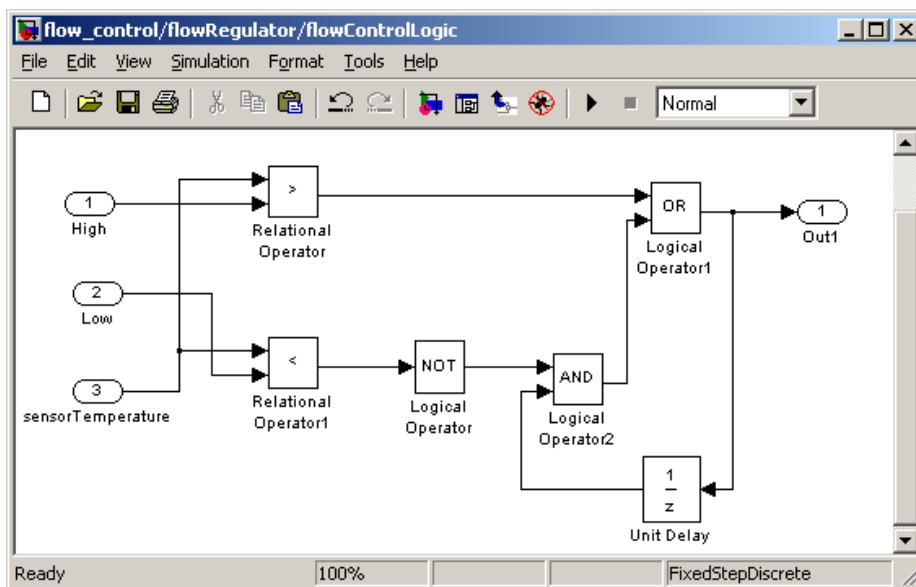 flow_control/flowRegulator/flowControlLogic
File Edit View Simulation Format Tools Help
Normal
1
High
>
Relational
Operator
OR
Logical
Operator1
1
Out1
2
Low
3
sensorTemperature
<
Relational
Operator1
NOT
Logical
Operator
AND
Logical
Operator2
1
z
Unit Delay
Ready 100% FixedStepDiscrete